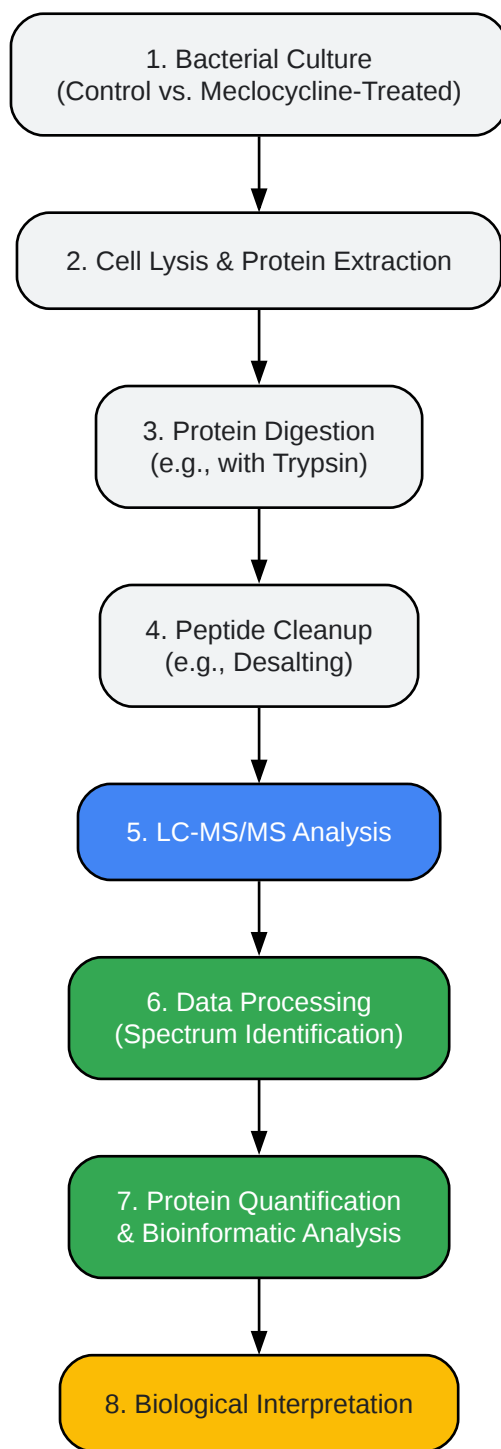 1. Bacterial Culture
(Control vs. Meclocycline-Treated)
2. Cell Lysis & Protein Extraction
3. Protein Digestion
(e.g., with Trypsin)
4. Peptide Cleanup
(e.g., Desalting)
5. LC-MS/MS Analysis
6. Data Processing
(Spectrum Identification)
7. Protein Quantification
& Bioinformatic Analysis
8. Biological Interpretation